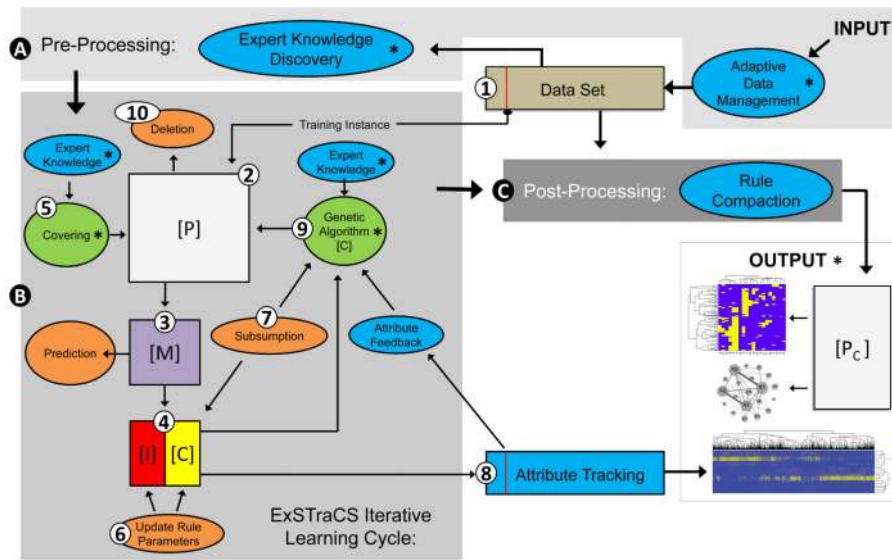 A Pre-Processing:
Expert Knowledge
Discovery *
INPUT
Adaptive
Data
Management *
1 Data Set
10
Deletion
Training Instance
Expert
Knowledge *
2
Expert
Knowledge *
C Post-Processing:
Rule
Compaction
5
Covering *
[P]
9
Genetic
Algorithm *
[C]
OUTPUT *
B
3
[M]
Prediction
7
Subsumption
Attribute
Feedback
[PC]
4
[I] [C]
8 Attribute Tracking
6 Update Rule
Parameters
ExSTraCS Iterative
Learning Cycle: